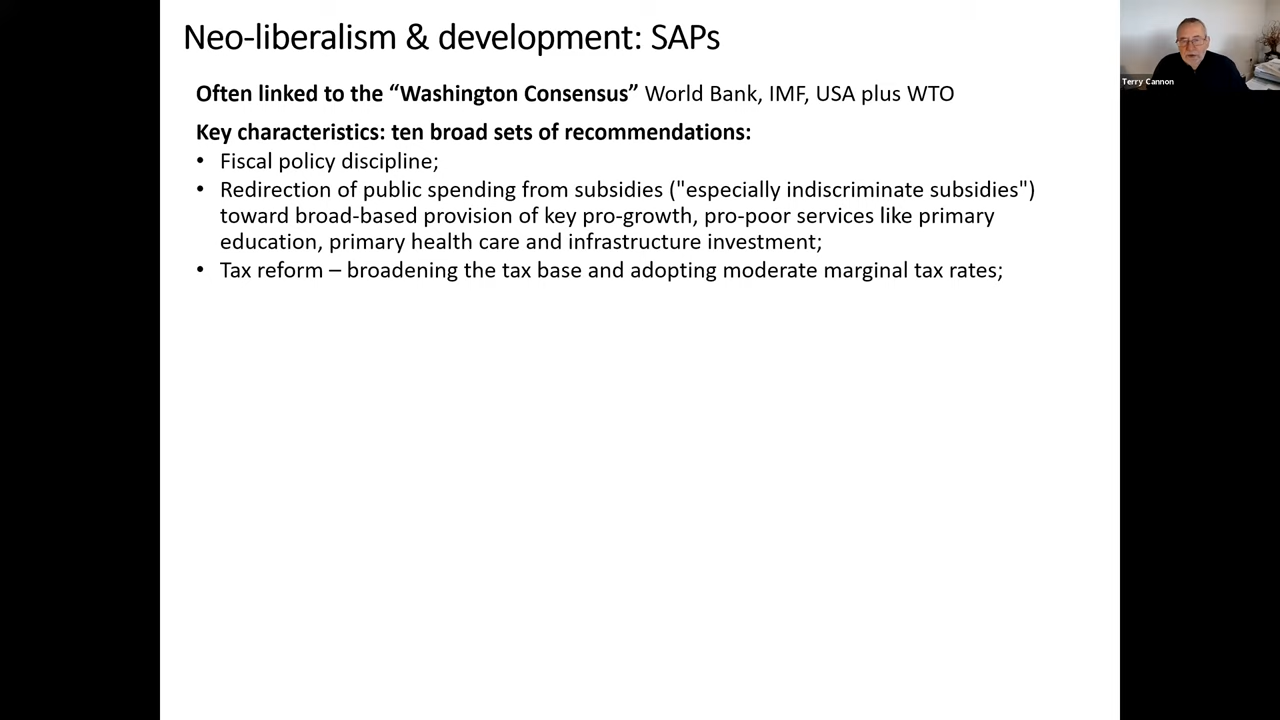 Neo-liberalism & development: SAPs
Terry Cannon
Often linked to the “Washington Consensus” World Bank, IMF, USA plus WTO
Key characteristics: ten broad sets of recommendations:
• Fiscal policy discipline;
• Redirection of public spending from subsidies ("especially indiscriminate subsidies")
toward broad-based provision of key pro-growth, pro-poor services like primary
education, primary health care and infrastructure investment;
• Tax reform – broadening the tax base and adopting moderate marginal tax rates;